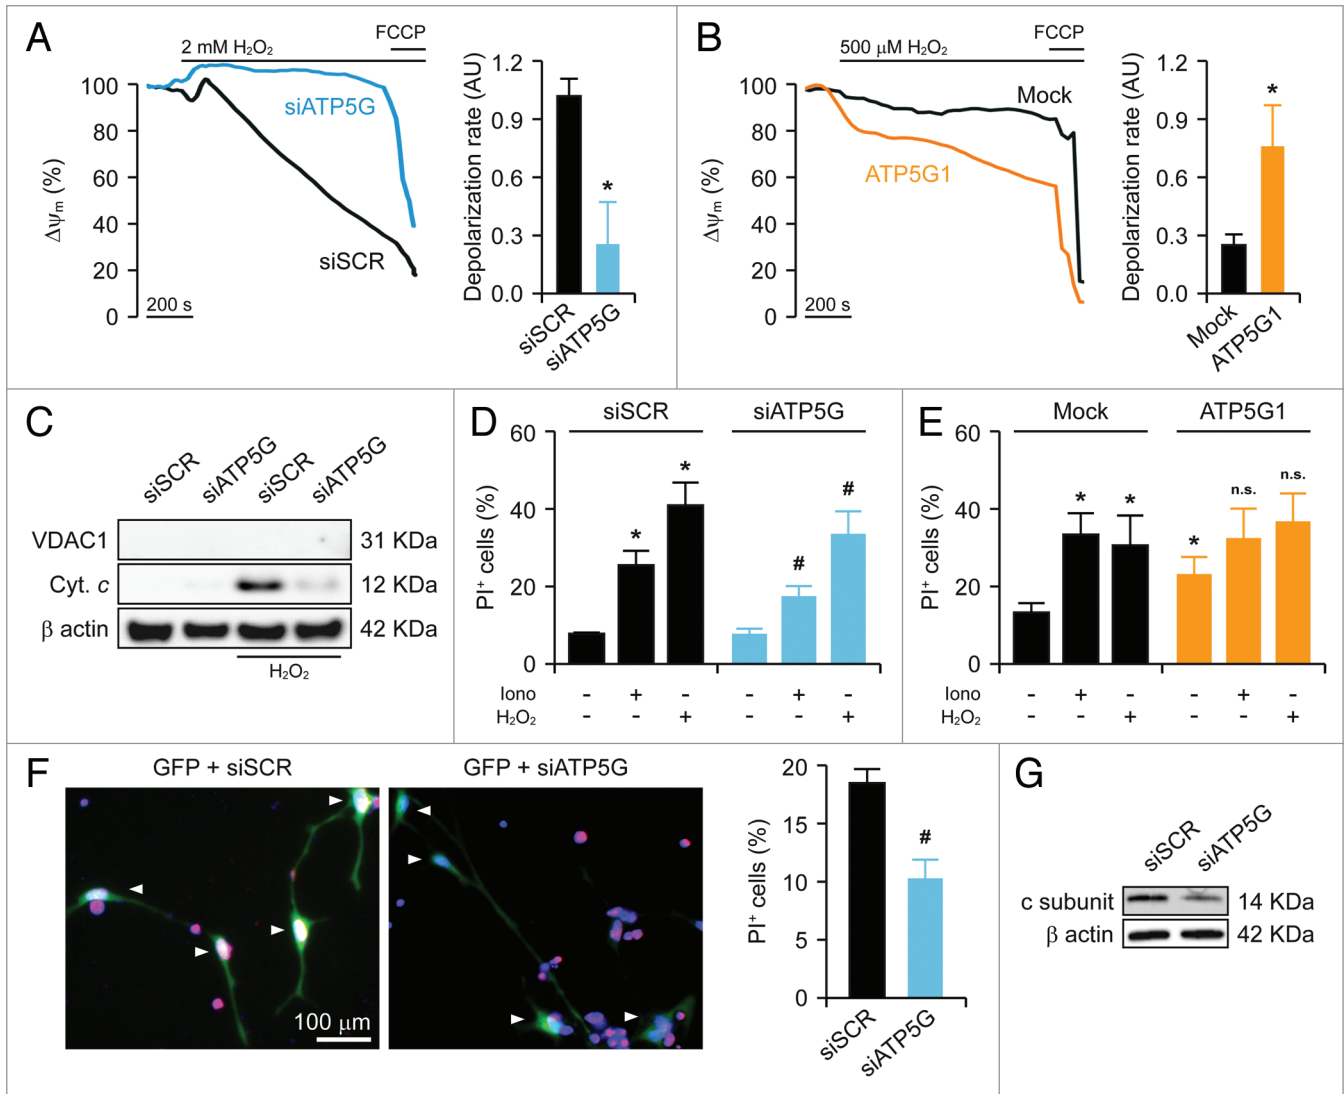 A
FCCP
2 mM H₂O₂
100
80
60
40
20
0
Δψm (%)
siATP5G
siSCR
200 s
Depolarization rate (AU)
1.2
0.9
0.6
0.3
0.0
siSCR
siATP5G
*
B
FCCP
500 μM H₂O₂
100
80
60
40
20
0
Δψm (%)
Mock
ATP5G1
200 s
Depolarization rate (AU)
1.2
0.9
0.6
0.3
0.0
*
Mock
ATP5G1
C
siSCR siATP5G siSCR siATP5G
VDAC1 31 KDa
Cyt. c 12 KDa
β actin 42 KDa
H₂O₂
D
siSCR siATP5G
PI⁺ cells (%)
60
40
20
0
* * # #
Iono - + - - + -
H₂O₂ - - + - - +
E
Mock ATP5G1
PI⁺ cells (%)
60
40
20
0
* * * n.s. n.s.
Iono - + - - + -
H₂O₂ - - + - - +
F
GFP + siSCR GFP + siATP5G
100 μm
PI⁺ cells (%)
20
15
10
5
0
#
siSCR
siATP5G
G
siSCR siATP5G
c subunit 14 KDa
β actin 42 KDa